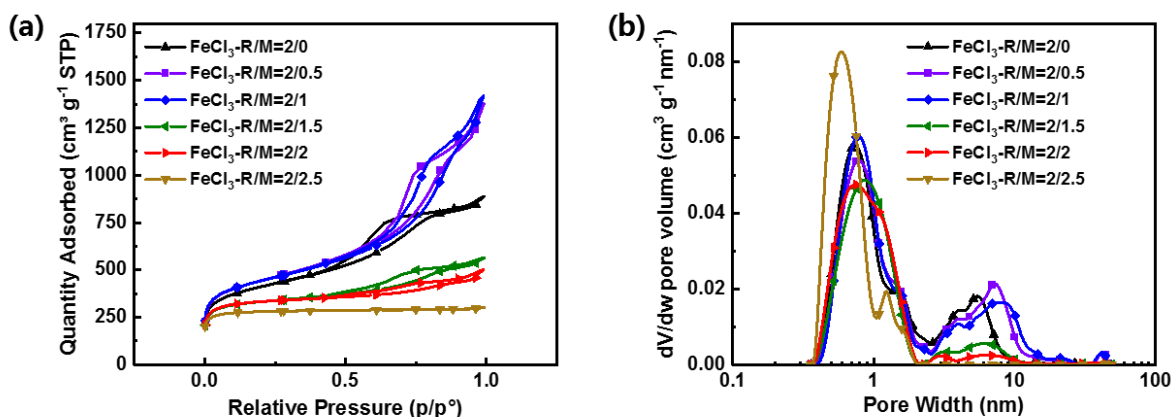 (a)
Quantity Adsorbed (cm³ g⁻¹ STP)
1750
1500
1250
1000
750
500
250
0
FeCl₃-R/M=2/0
FeCl₃-R/M=2/0.5
FeCl₃-R/M=2/1
FeCl₃-R/M=2/1.5
FeCl₃-R/M=2/2
FeCl₃-R/M=2/2.5
0.0 0.5 1.0
Relative Pressure (p/p°)
(b)
dV/dw pore volume (cm³ g⁻¹ nm⁻¹)
0.08
0.06
0.04
0.02
0.00
FeCl₃-R/M=2/0
FeCl₃-R/M=2/0.5
FeCl₃-R/M=2/1
FeCl₃-R/M=2/1.5
FeCl₃-R/M=2/2
FeCl₃-R/M=2/2.5
0.1 1 10 100
Pore Width (nm)